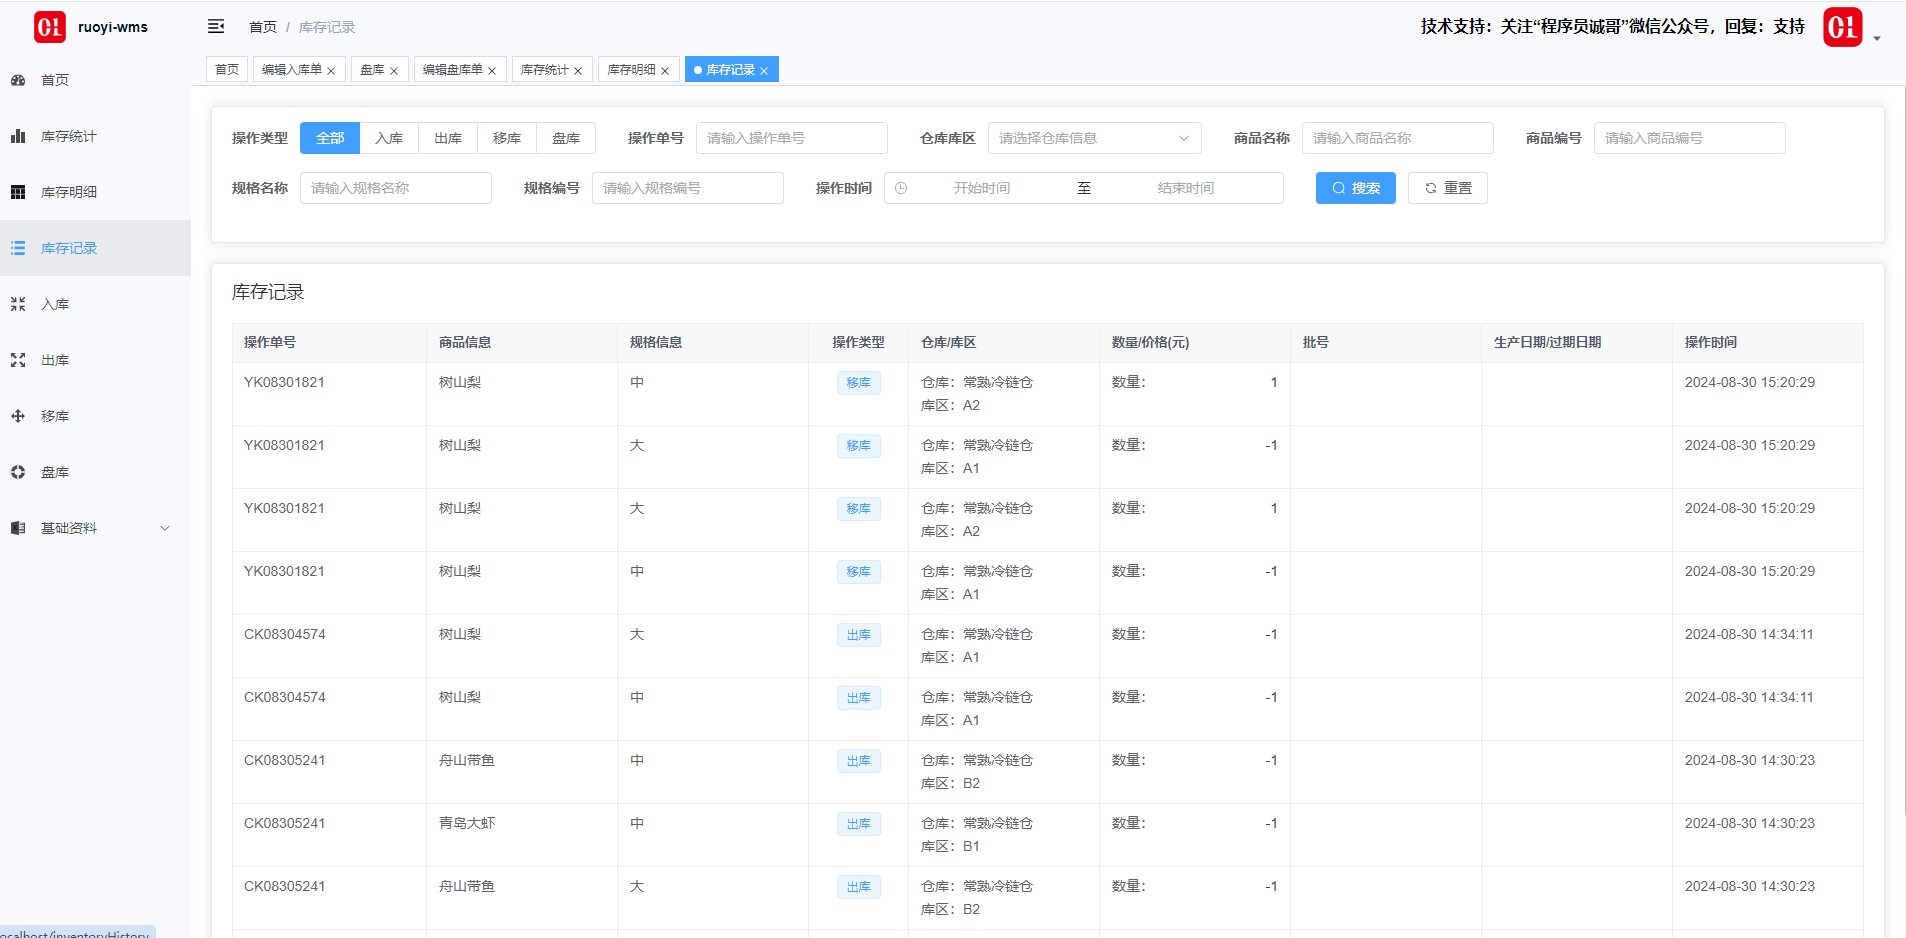 01 ruoyi-wms
首页 / 库存记录
技术支持：关注“程序员诚哥”微信公众号，回复：支持
01
首页 编辑入库单 × 盘库 × 编辑盘库单 × 库存统计 × 库存明细 × 库存记录 ×
首页
库存统计
库存明细
库存记录
入库
出库
移库
盘库
基础资料
操作类型 全部 入库 出库 移库 盘库 操作单号 请输入操作单号 仓库库区 请选择仓库信息 商品名称 请输入商品名称 商品编号 请输入商品编号
规格名称 请输入规格名称 规格编号 请输入规格编号 操作时间 开始时间 至 结束时间 搜索 重置
库存记录
操作单号 商品信息 规格信息 操作类型 仓库/库区 数量/价格(元) 批号 生产日期/过期日期 操作时间
YK08301821 树山梨 中 移库 仓库：常熟冷链仓 数量： 1 2024-08-30 15:20:29
库区：A2
YK08301821 树山梨 大 移库 仓库：常熟冷链仓 数量： -1 2024-08-30 15:20:29
库区：A1
YK08301821 树山梨 大 移库 仓库：常熟冷链仓 数量： 1 2024-08-30 15:20:29
库区：A2
YK08301821 树山梨 中 移库 仓库：常熟冷链仓 数量： -1 2024-08-30 15:20:29
库区：A1
CK08304574 树山梨 大 出库 仓库：常熟冷链仓 数量： -1 2024-08-30 14:34:11
库区：A1
CK08304574 树山梨 中 出库 仓库：常熟冷链仓 数量： -1 2024-08-30 14:34:11
库区：A1
CK08305241 舟山带鱼 中 出库 仓库：常熟冷链仓 数量： -1 2024-08-30 14:30:23
库区：B2
CK08305241 青岛大虾 中 出库 仓库：常熟冷链仓 数量： -1 2024-08-30 14:30:23
库区：B1
CK08305241 舟山带鱼 大 出库 仓库：常熟冷链仓 数量： -1 2024-08-30 14:30:23
库区：B2
ocalhost/inventoryHistory